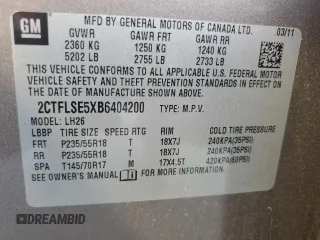 GM
MFD BY GENERAL MOTORS OF CANADA LTD.
03/11
GVWR GAWR FRT GAWR RR
2360 KG 1250 KG 1240 KG
5202 LB 2755 LB 2733 LB
THIS VEHICLE CONFORMS TO ALL APPLICABLE
U.S. FEDERAL MOTOR VEHICLE SAFETY, BUMPER, AND
THEFT PREVENTION STANDARDS IN EFFECT ON THE
DATE OF MANUFACTURE SHOWN ABOVE.
2CTFLSE5XB6404200 TYPE: M.P.V.
MODEL: LH26
TIRE SIZE SPEED RTG RIM COLD TIRE PRESSURE
FRT P235/55R18 T 18X7J 240KPA(35PSI)
RR P235/55R18 T 18X7J 240KPA(35PSI)
SPA T145/70R17 M 17X4.5T 420KPA(60PSI)
SEE OWNER'S MANUAL FOR MORE INFORMATION.
DREAMBID